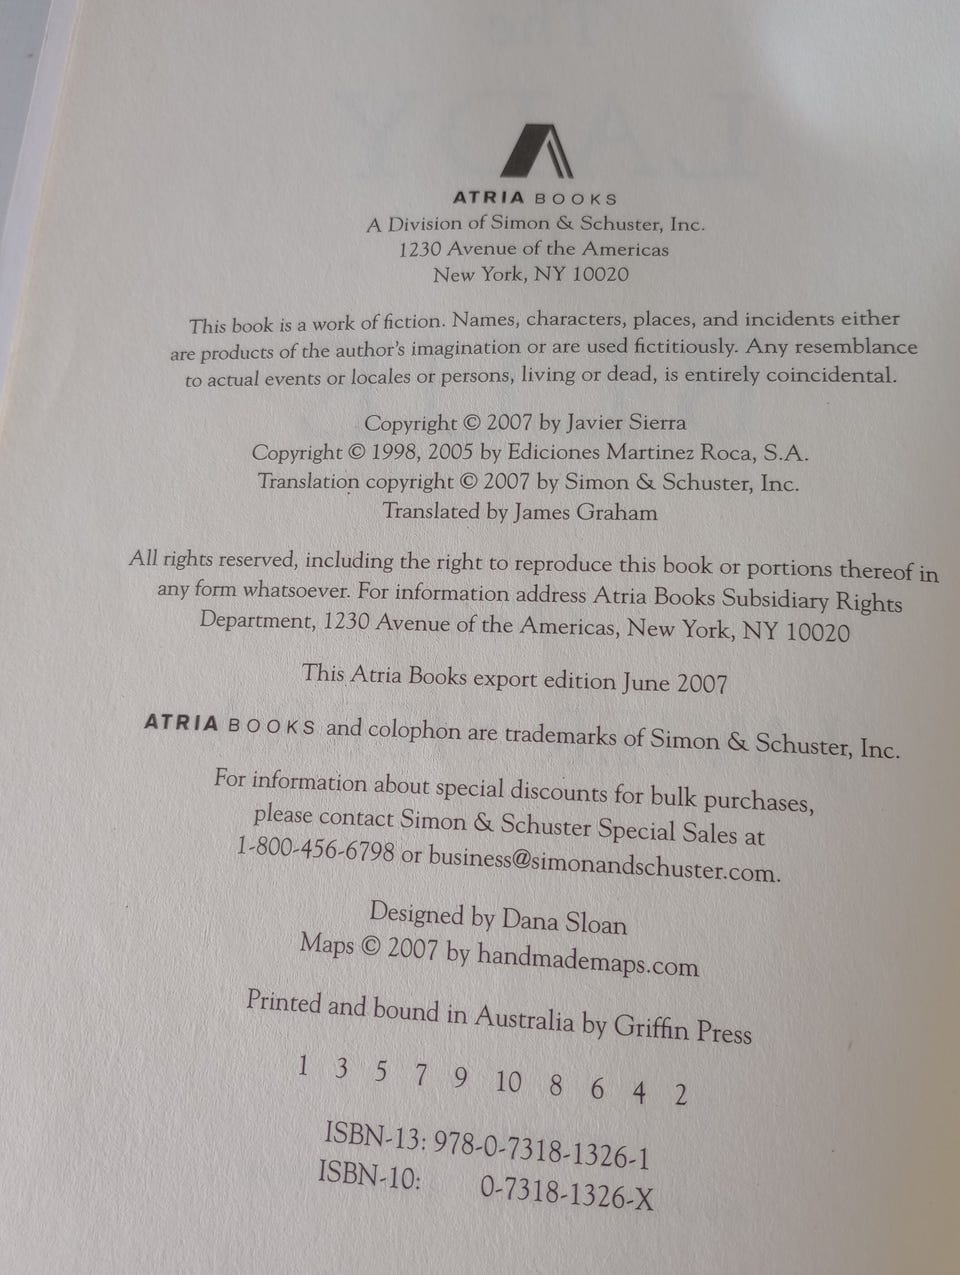 ATRIA BOOKS
A Division of Simon & Schuster, Inc.
1230 Avenue of the Americas
New York, NY 10020
This book is a work of fiction. Names, characters, places, and incidents either
are products of the author's imagination or are used fictitiously. Any resemblance
to actual events or locales or persons, living or dead, is entirely coincidental.
Copyright © 2007 by Javier Sierra
Copyright © 1998, 2005 by Ediciones Martinez Roca, S.A.
Translation copyright © 2007 by Simon & Schuster, Inc.
Translated by James Graham
All rights reserved, including the right to reproduce this book or portions thereof in
any form whatsoever. For information address Atria Books Subsidiary Rights
Department, 1230 Avenue of the Americas, New York, NY 10020
This Atria Books export edition June 2007
ATRIA BOOKS and colophon are trademarks of Simon & Schuster, Inc.
For information about special discounts for bulk purchases,
please contact Simon & Schuster Special Sales at
1-800-456-6798 or business@simonandschuster.com.
Designed by Dana Sloan
Maps © 2007 by handmademaps.com
Printed and bound in Australia by Griffin Press
1 3 5 7 9 10 8 6 4 2
ISBN-13: 978-0-7318-1326-1
ISBN-10: 0-7318-1326-X